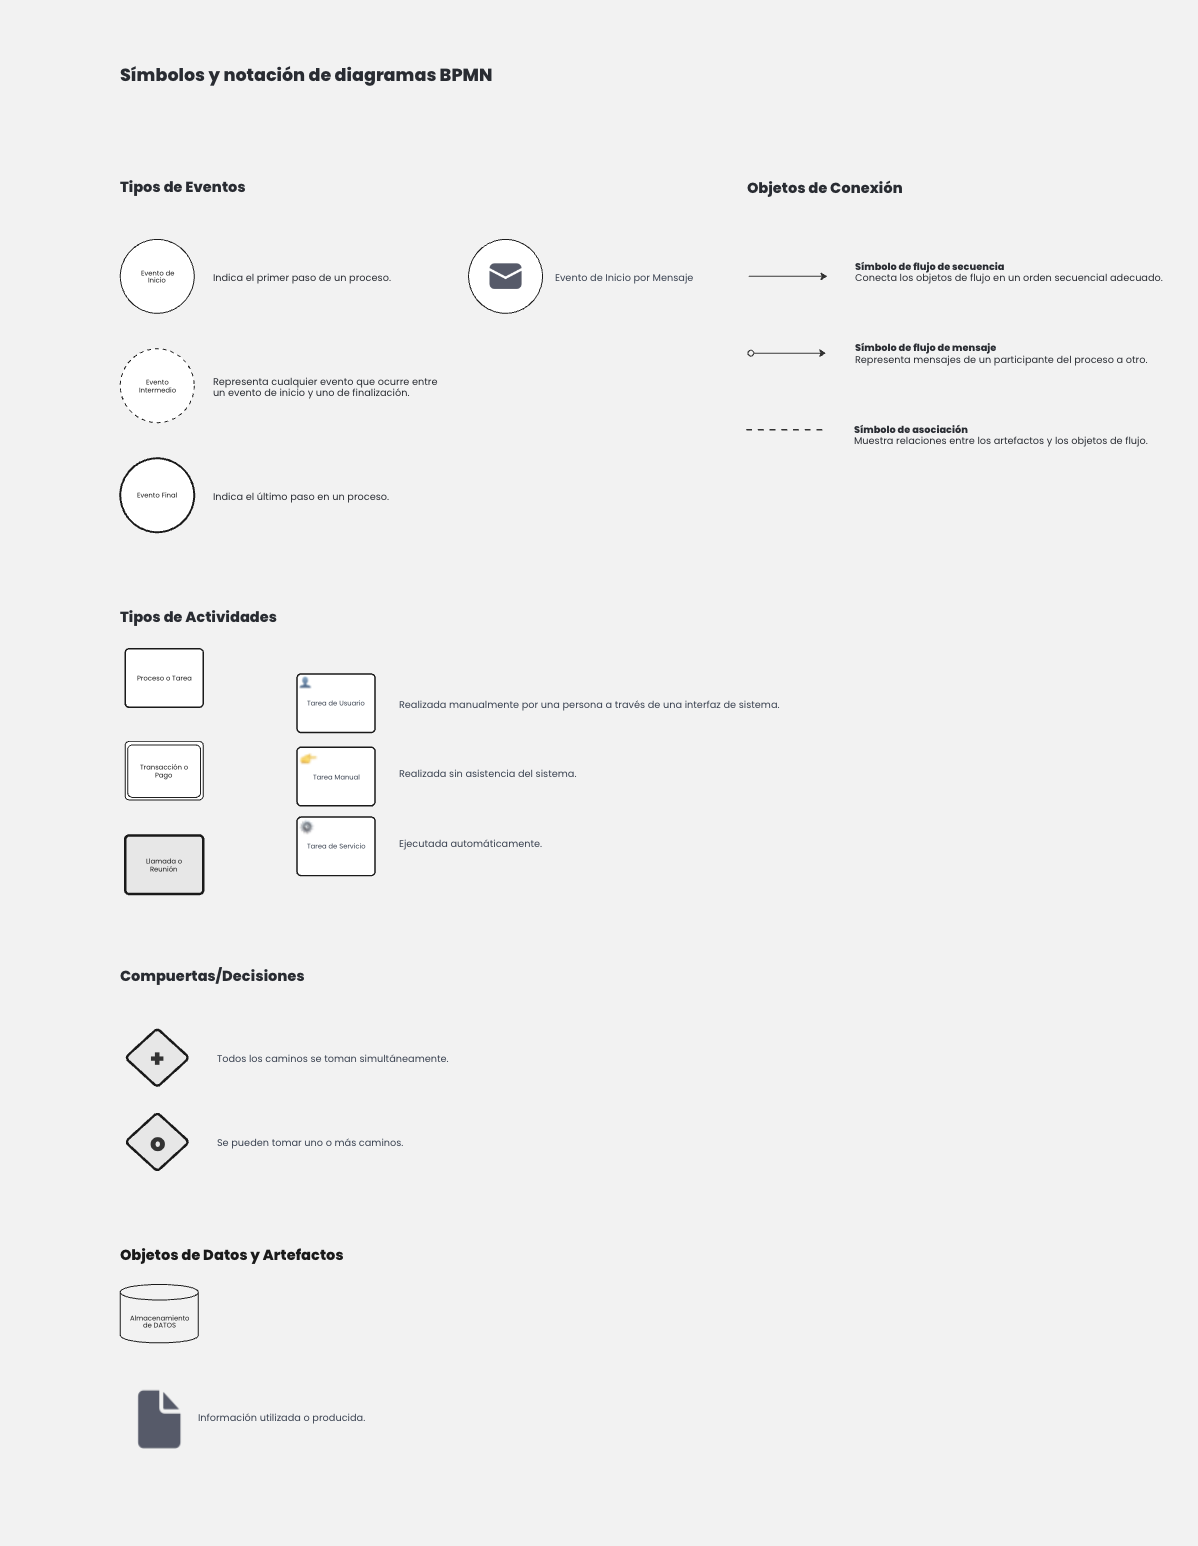 Símbolos y notación de diagramas BPMN
Tipos de Eventos
Evento de
Inicio
Indica el primer paso de un proceso.
Evento de Inicio por Mensaje
Evento
Intermedio
Representa cualquier evento que ocurre entre
un evento de inicio y uno de finalización.
Evento Final
Indica el último paso en un proceso.
Objetos de Conexión
Símbolo de flujo de secuencia
Conecta los objetos de flujo en un orden secuencial adecuado.
Símbolo de flujo de mensaje
Representa mensajes de un participante del proceso a otro.
Símbolo de asociación
Muestra relaciones entre los artefactos y los objetos de flujo.
Tipos de Actividades
Proceso o Tarea
Transacción o
Pago
Llamada o
Reunión
Tarea de Usuario
Realizada manualmente por una persona a través de una interfaz de sistema.
Tarea Manual
Realizada sin asistencia del sistema.
Tarea de Servicio
Ejecutada automáticamente.
Compuertas/Decisiones
Todos los caminos se toman simultáneamente.
Se pueden tomar uno o más caminos.
Objetos de Datos y Artefactos
Almacenamiento
de DATOS
Información utilizada o producida.